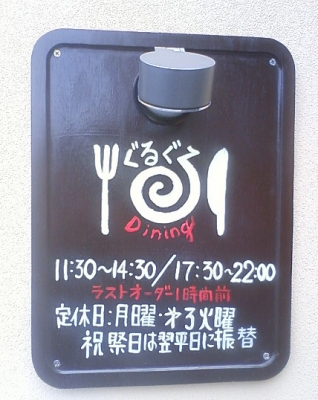 ぐるぐる
Dining
11:30〜14:30/17:30〜22:00
ラストオーダー1時間前
定休日:月曜・才3火曜
祝祭日は翌平日に振替